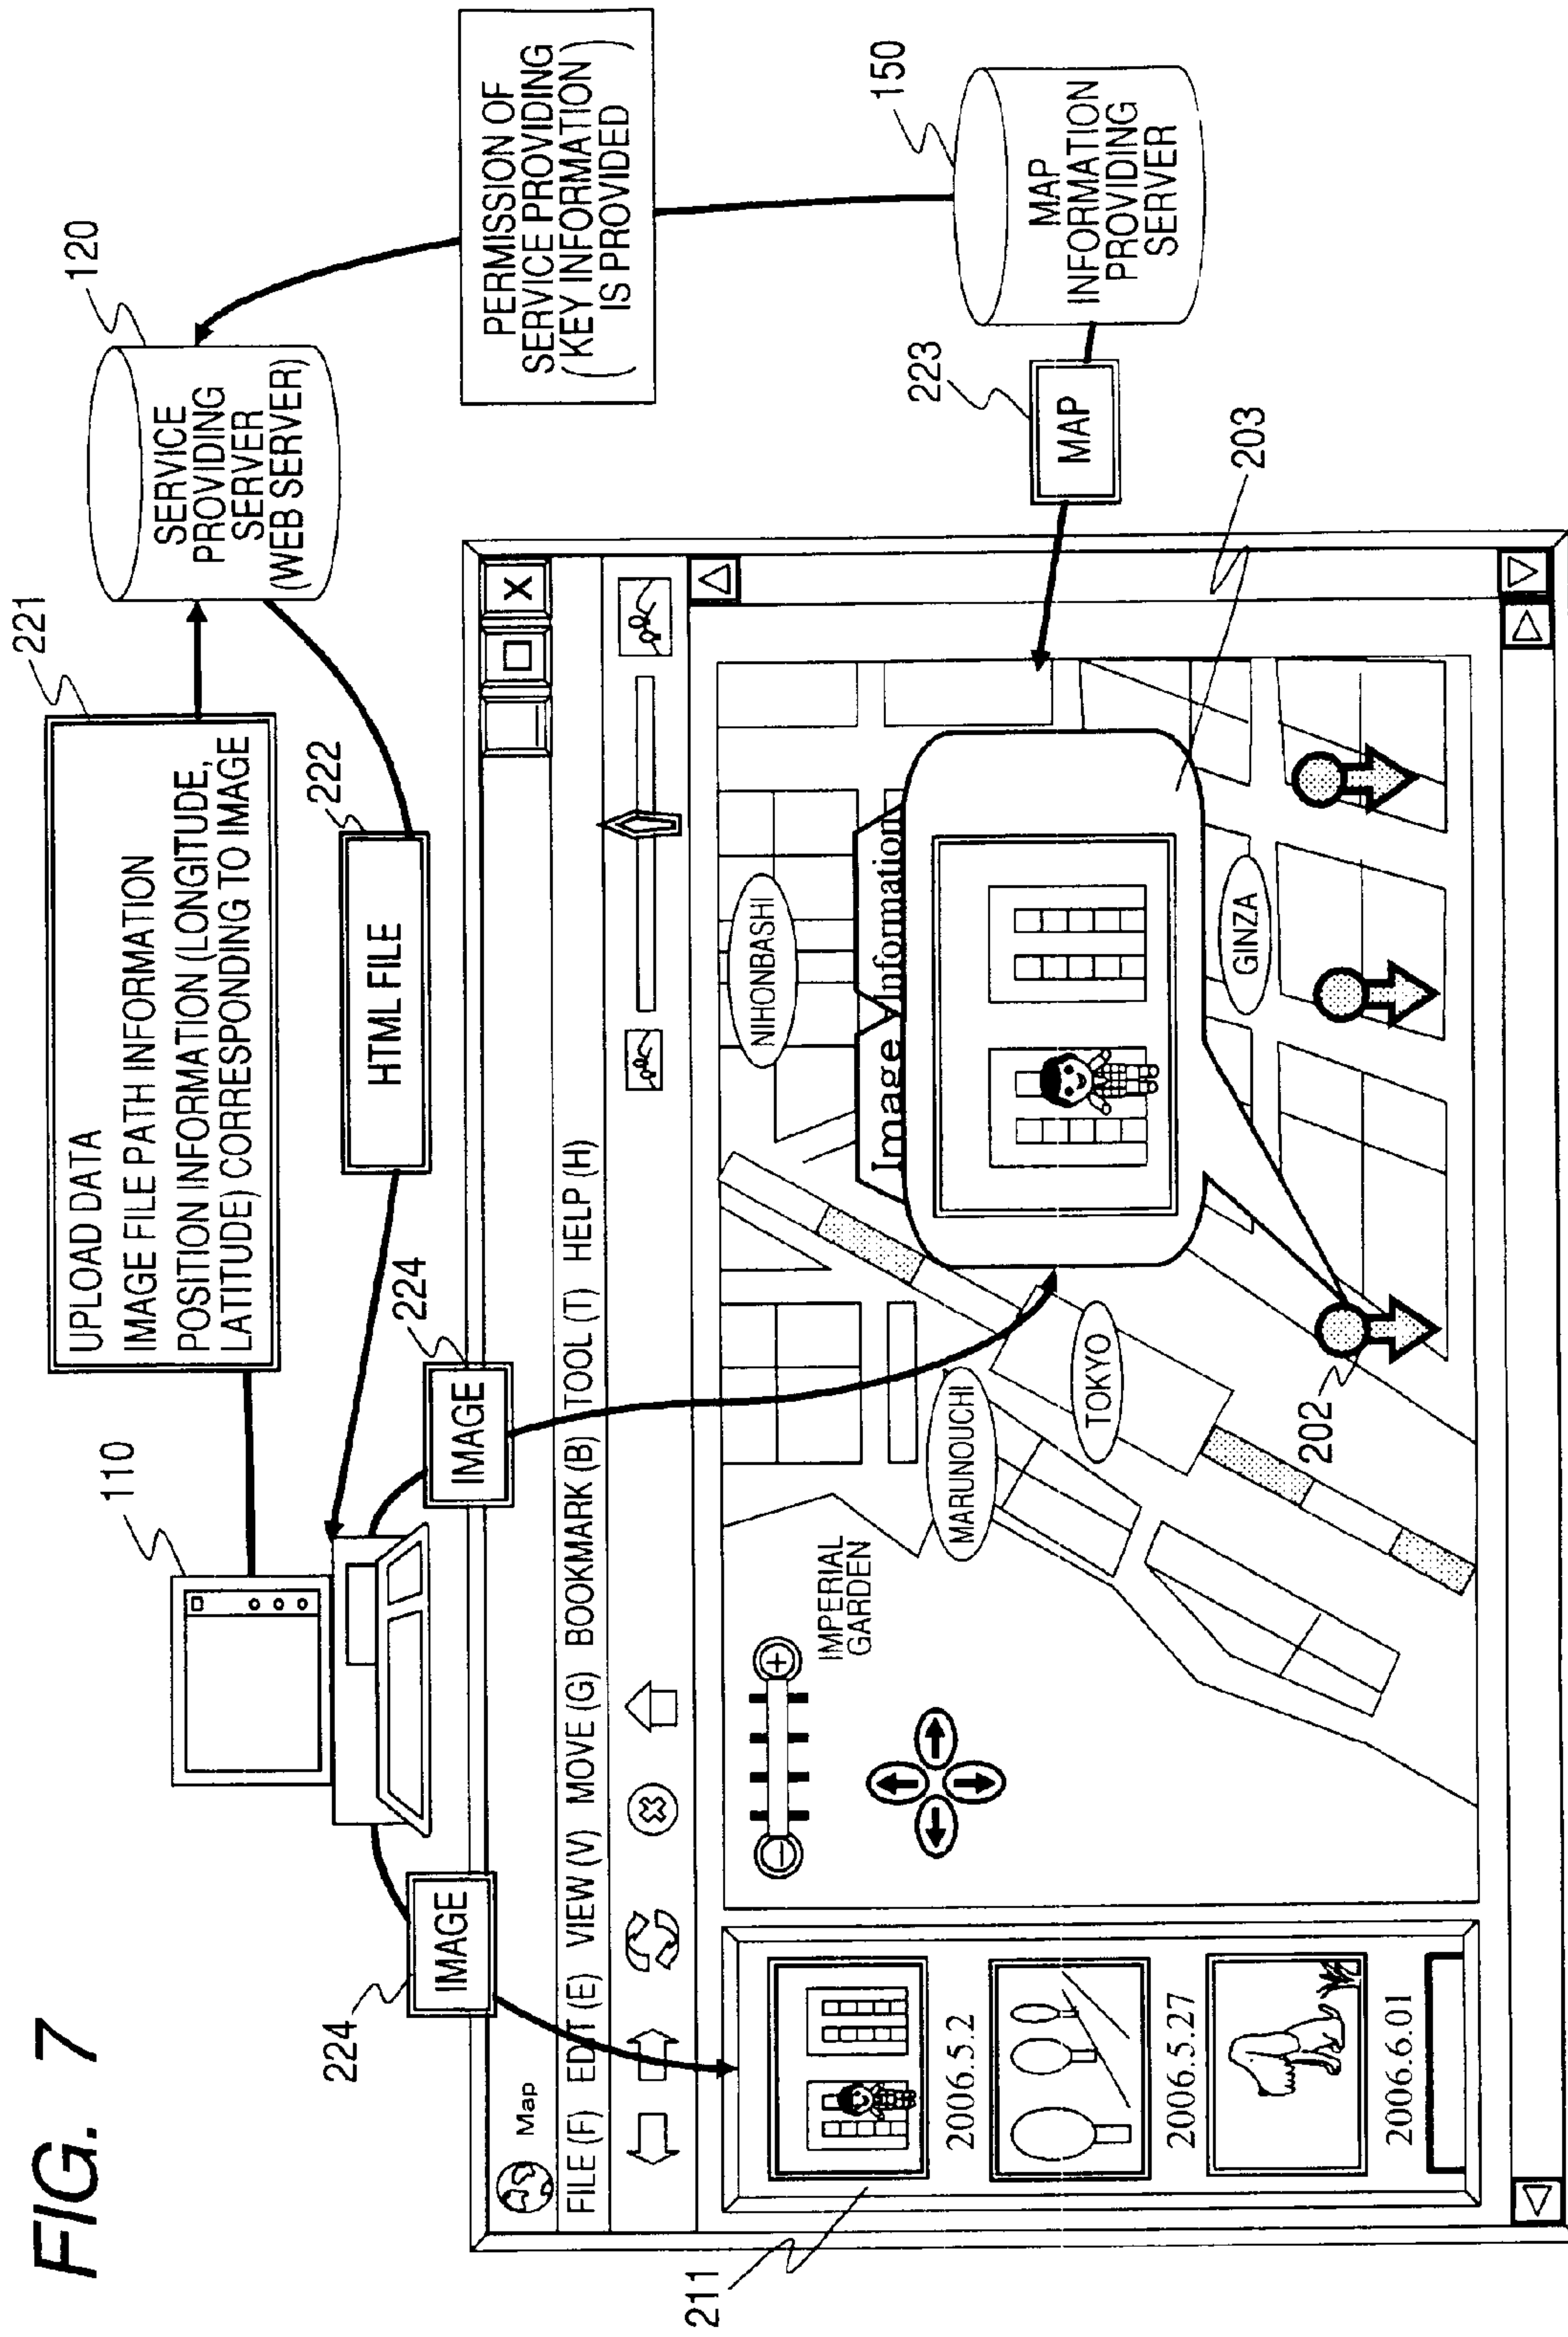 FIG. 7
110
221
120
UPLOAD DATA
IMAGE FILE PATH INFORMATION
POSITION INFORMATION (LONGITUDE,
LATITUDE) CORRESPONDING TO IMAGE
SERVICE
PROVIDING
SERVER
(WEB SERVER)
222
HTML FILE
224
IMAGE
224
IMAGE
PERMISSION OF
SERVICE PROVIDING
(KEY INFORMATION)
IS PROVIDED
150
MAP
INFORMATION
PROVIDING
SERVER
223
MAP
203
Map
X
FILE (F) EDIT (E) VIEW (V) MOVE (G) BOOKMARK (B) TOOL (T) HELP (H)
211
2006.5.2
2006.5.27
2006.6.01
IMPERIAL
GARDEN
NIHONBASHI
Image
Information
MARUNOUCHI
TOKYO
GINZA
202